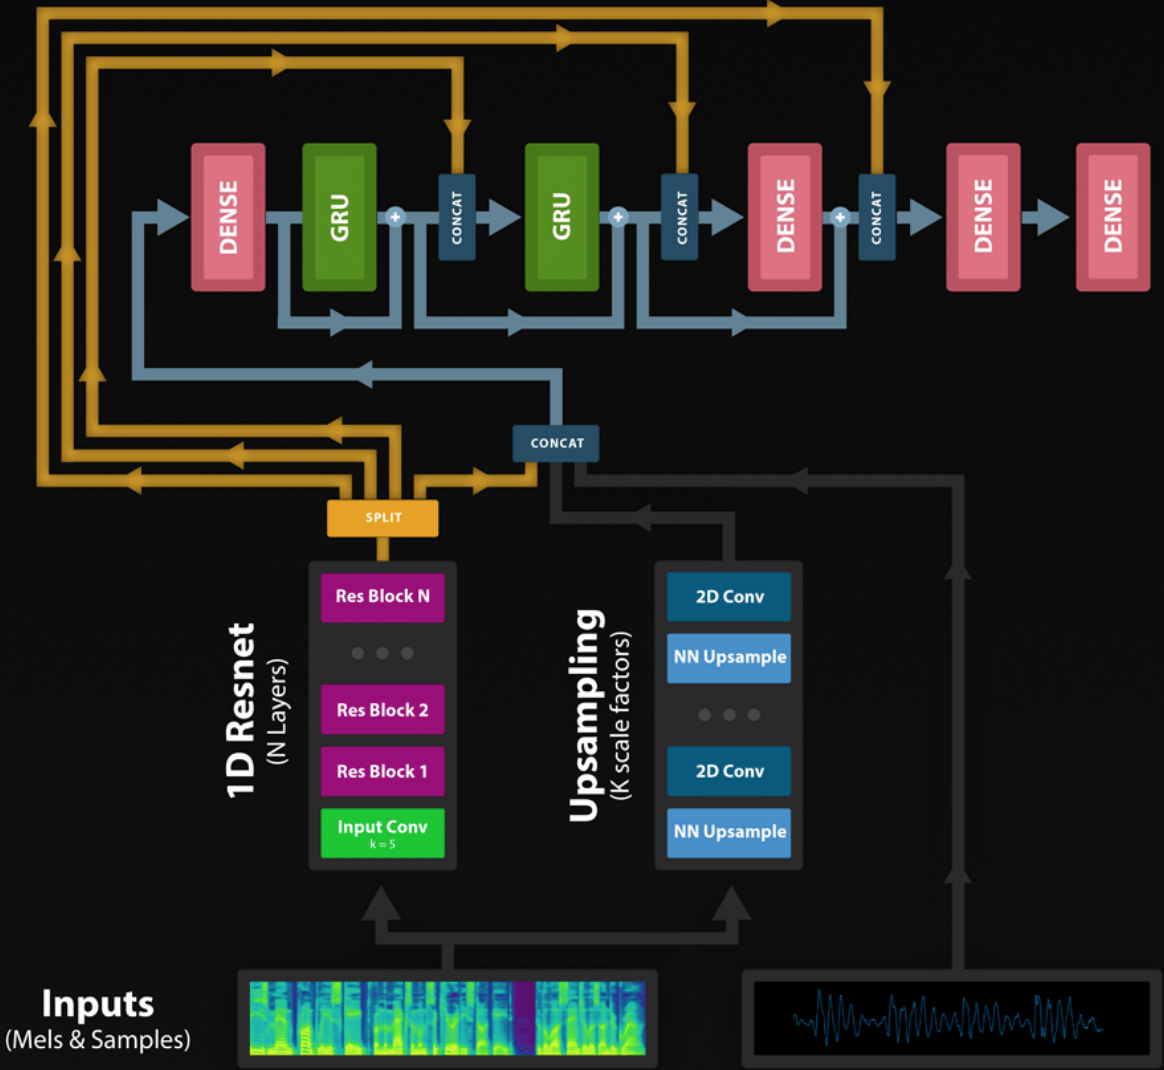 DENSE
GRU
CONCAT
GRU
CONCAT
DENSE
CONCAT
DENSE
DENSE
CONCAT
SPLIT
1D Resnet
(N Layers)
Res Block N
Res Block 2
Res Block 1
Input Conv
k = 5
Upsampling
(K scale factors)
2D Conv
NN Upsample
2D Conv
NN Upsample
Inputs
(Mels & Samples)